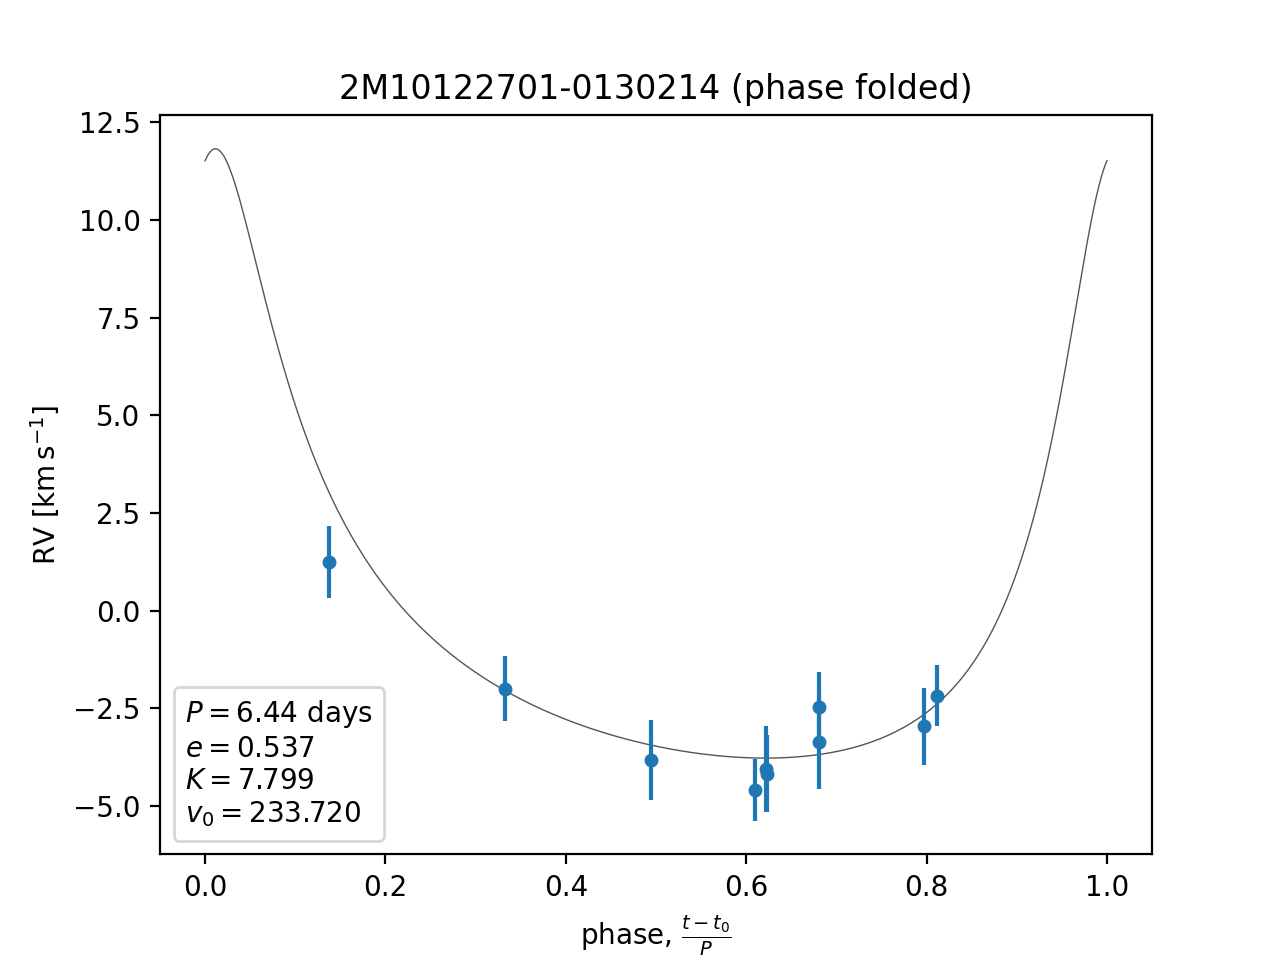 2M10122701-0130214 (phase folded)
RV [km s⁻¹]
12.5
10.0
7.5
5.0
2.5
0.0
−2.5
−5.0
P = 6.44 days
e = 0.537
K = 7.799
v₀ = 233.720
0.0 0.2 0.4 0.6 0.8 1.0
phase, (t − t₀)/P